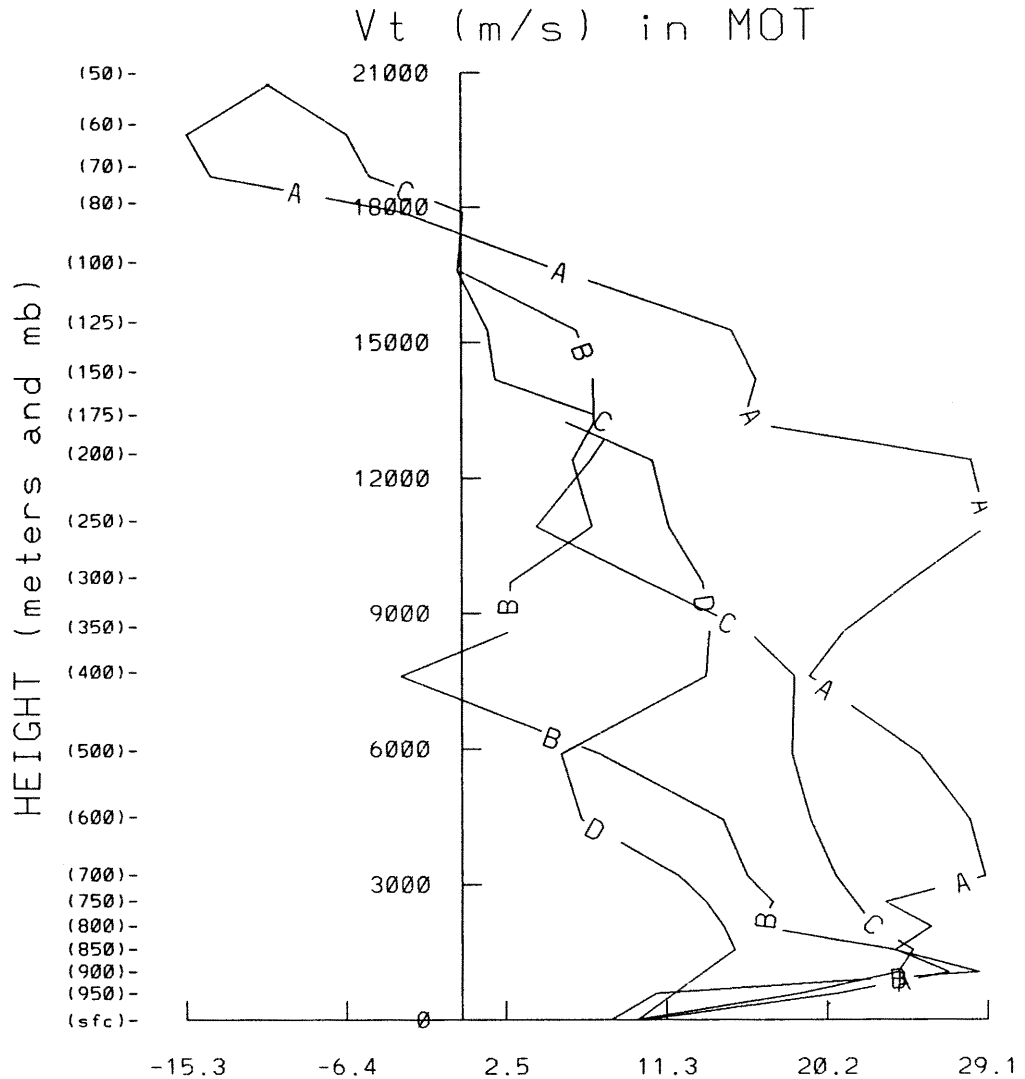 Vt (m/s) in MOT
HEIGHT (meters and mb)
(50)-
(60)-
(70)-
(80)-
(100)-
(125)-
(150)-
(175)-
(200)-
(250)-
(300)-
(350)-
(400)-
(500)-
(600)-
(700)-
(750)-
(800)-
(850)-
(900)-
(950)-
(sfc)-
21000
18000
15000
12000
9000
6000
3000
0
A
C
A
B
C
A
A
B
D
C
A
B
D
A
B
C
B
A
-15.3 -6.4 2.5 11.3 20.2 29.1